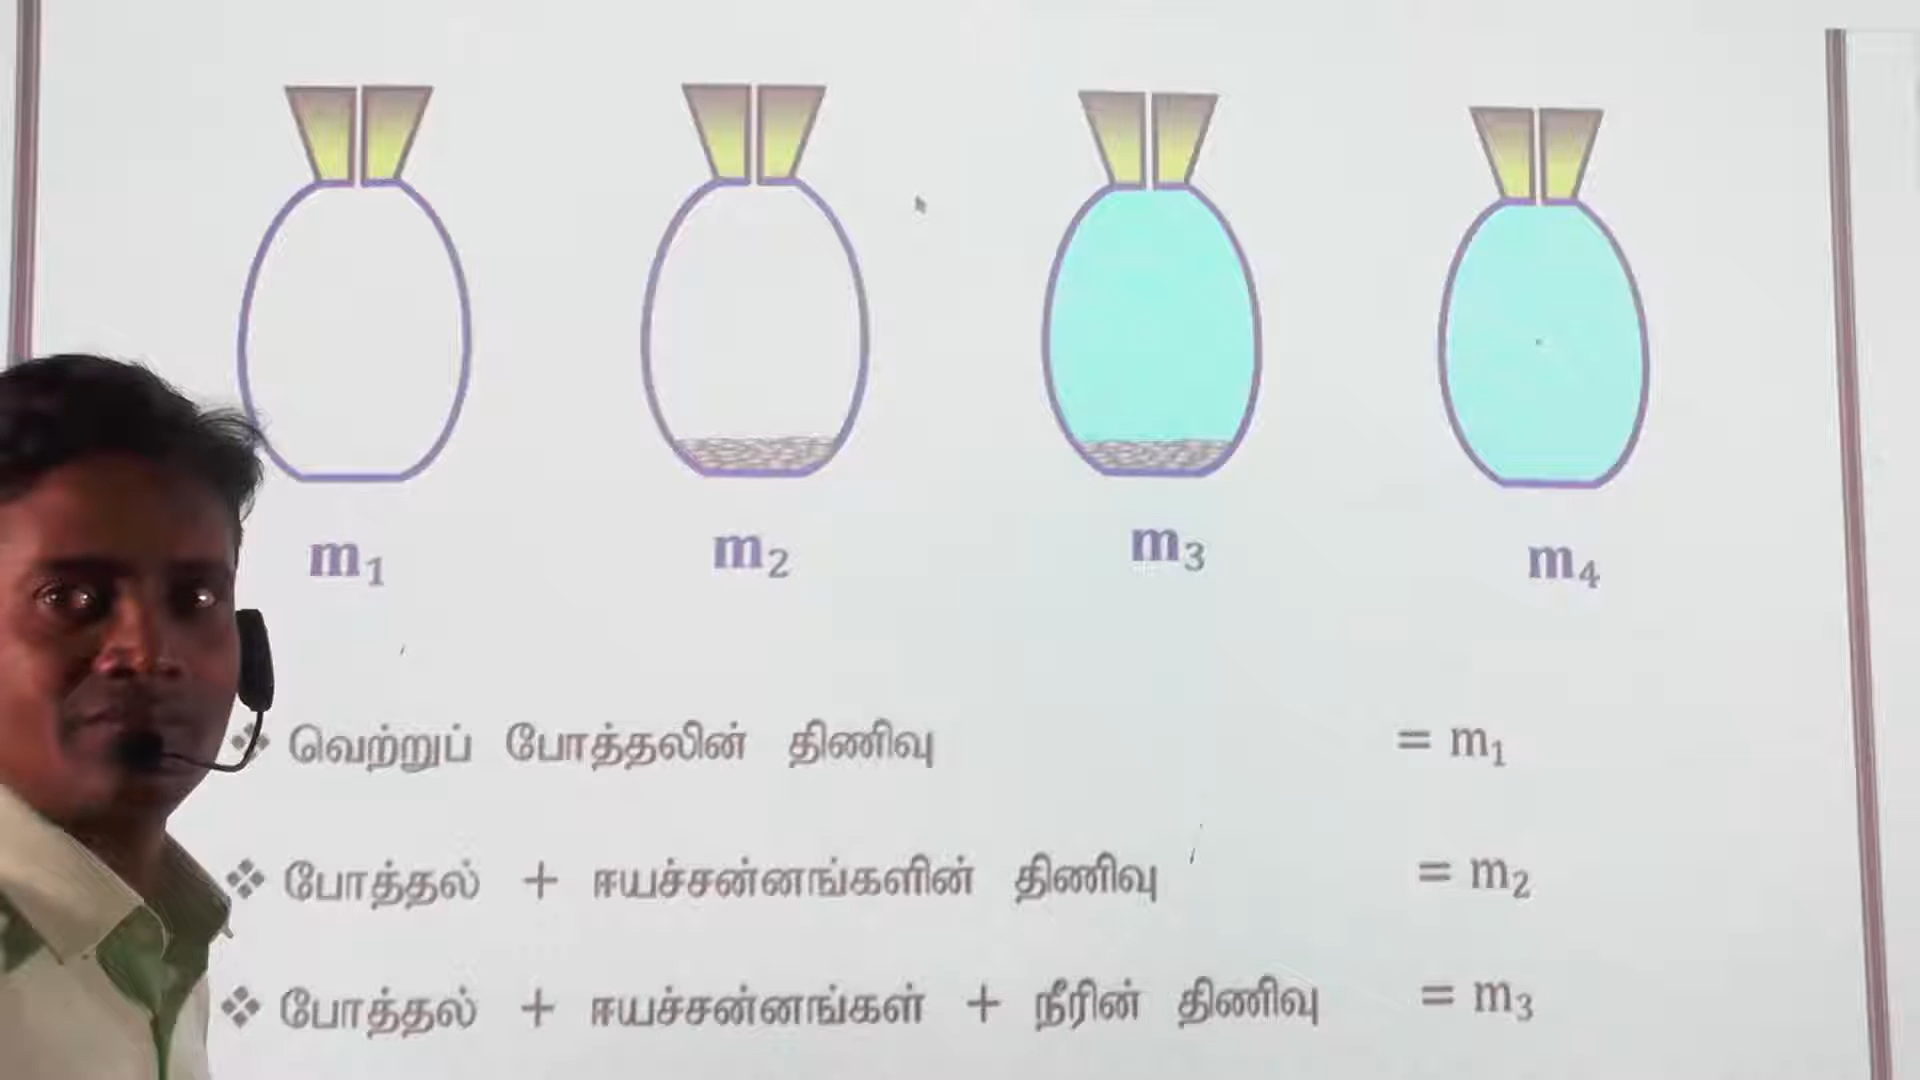 m₁ m₂ m₃ m₄
❖ வெற்றுப் போத்தலின் திணிவு = m₁
❖ போத்தல் + ஈயச்சன்னங்களின் திணிவு = m₂
❖ போத்தல் + ஈயச்சன்னங்கள் + நீரின் திணிவு = m₃